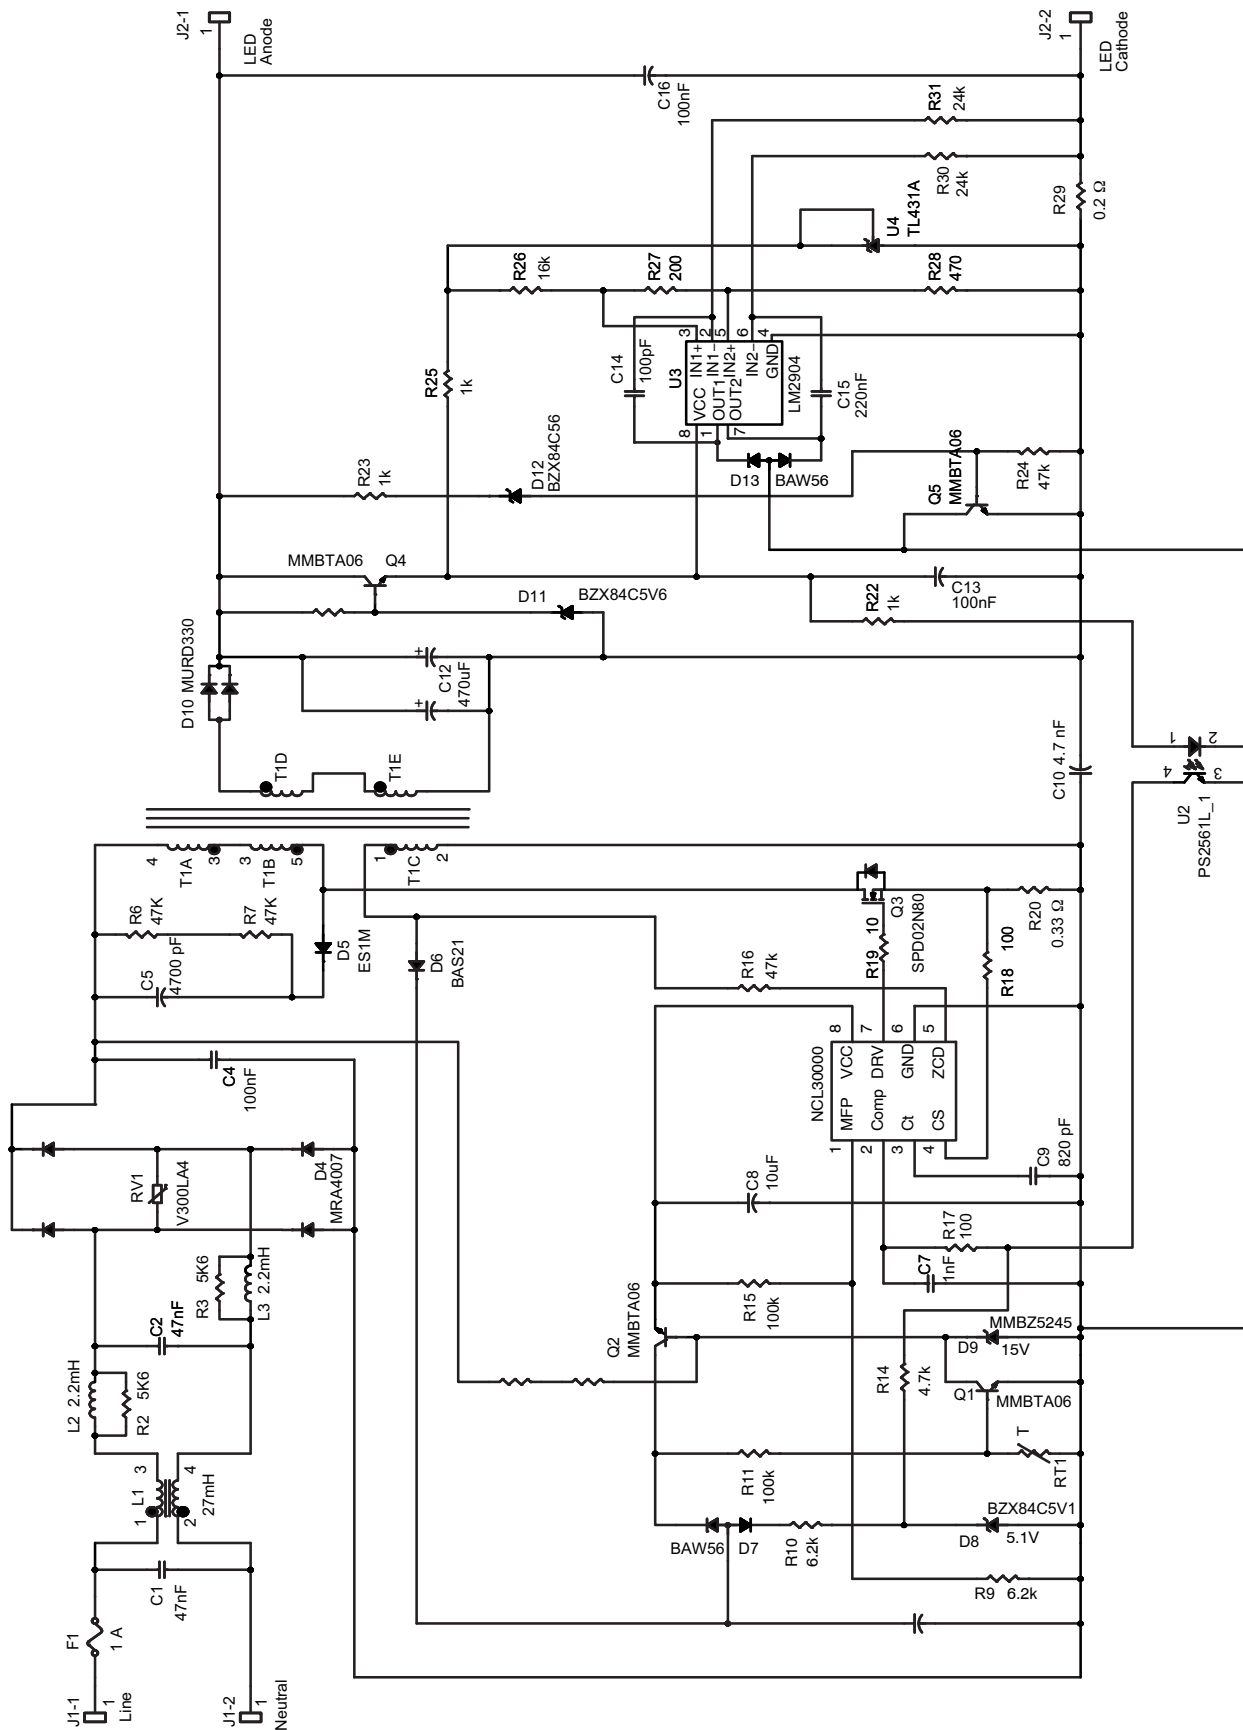 J1-1
1
Line
F1
1 A
J1-2
1
Neutral
C1
47nF
L1
1
3
2
4
27mH
L2 2.2mH
R2
5K6
C2
47nF
R3
5K6
L3 2.2mH
RV1
V300LA4
D4
MRA4007
C4
100nF
C5
4700 pF
R6
47K
R7
47K
D5
ES1M
4
T1A
3
3
T1B
5
1
T1C
2
D6
BAS21
T1D
T1E
D10 MURD330
C12
470uF
+
+
MMBTA06
Q4
D11
BZX84C5V6
R23
1k
D12
BZX84C56
R25
1k
R26
16k
R27
200
R28
470
C14
100pF
U3
8
VCC
IN1+
3
1
OUT1
IN1-
2
7
OUT2
IN2+
5
IN2-
6
GND
4
LM2904
C15
220nF
D13
BAW56
Q5
MMBTA06
R24
47k
U4
TL431A
R30
24k
R31
24k
R29
0.2 Ω
C16
100nF
J2-1
1
LED
Anode
J2-2
1
LED
Cathode
R22
1k
C13
100nF
C10 4.7 nF
U2
PS2561L_1
4
1
3
2
R16
47k
R19
10
Q3
SPD02N80
R18
100
R20
0.33 Ω
NCL30000
1
MFP
VCC
8
2
Comp
DRV
7
3
Ct
GND
6
4
CS
ZCD
5
C9
820 pF
C8
10uF
R17
100
C7
1nF
R15
100k
Q2
MMBTA06
R14
4.7k
D9
MMBZ5245
15V
Q1
MMBTA06
R11
100k
T
RT1
BAW56
D7
R10
6.2k
D8
BZX84C5V1
5.1V
R9
6.2k